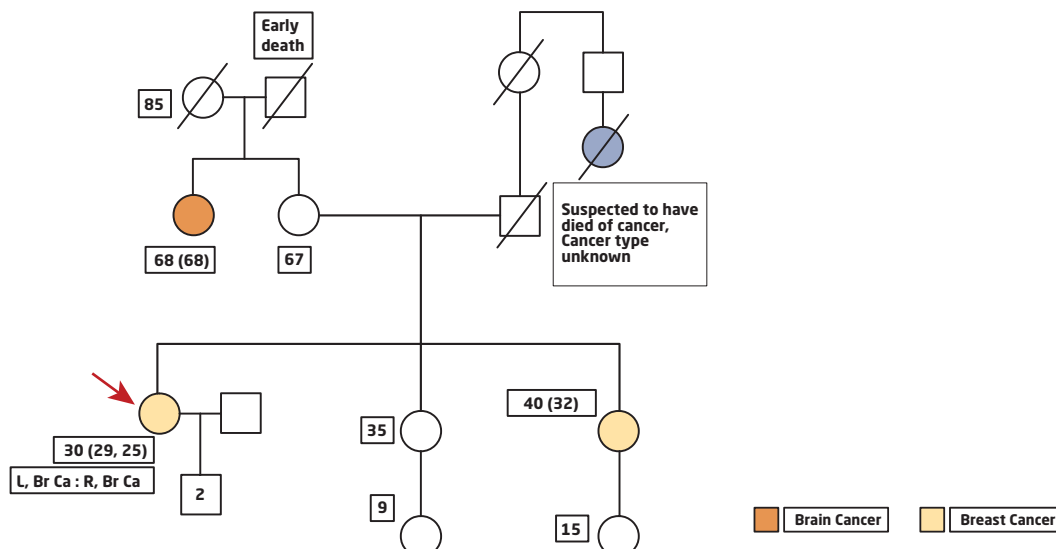 Early
death
85
Suspected to have
died of cancer,
Cancer type
unknown
68 (68)
67
40 (32)
35
30 (29, 25)
L, Br Ca : R, Br Ca
2
9
15
Brain Cancer
Breast Cancer